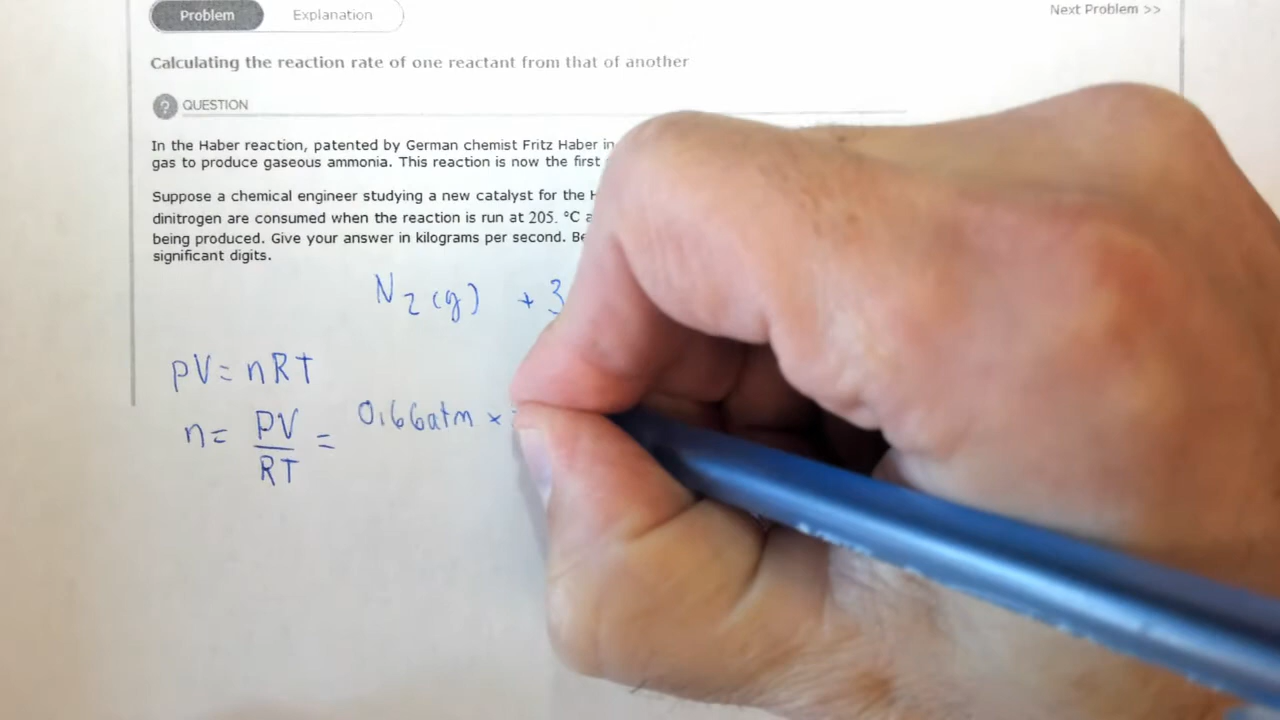 Problem Explanation Next Problem >>
Calculating the reaction rate of one reactant from that of another
? QUESTION
In the Haber reaction, patented by German chemist Fritz Haber in
gas to produce gaseous ammonia. This reaction is now the first
Suppose a chemical engineer studying a new catalyst for the
dinitrogen are consumed when the reaction is run at 205. °C
being produced. Give your answer in kilograms per second.
significant digits.
N2(g) + 3
PV = nRT
n = PV/RT = 0.66atm ×